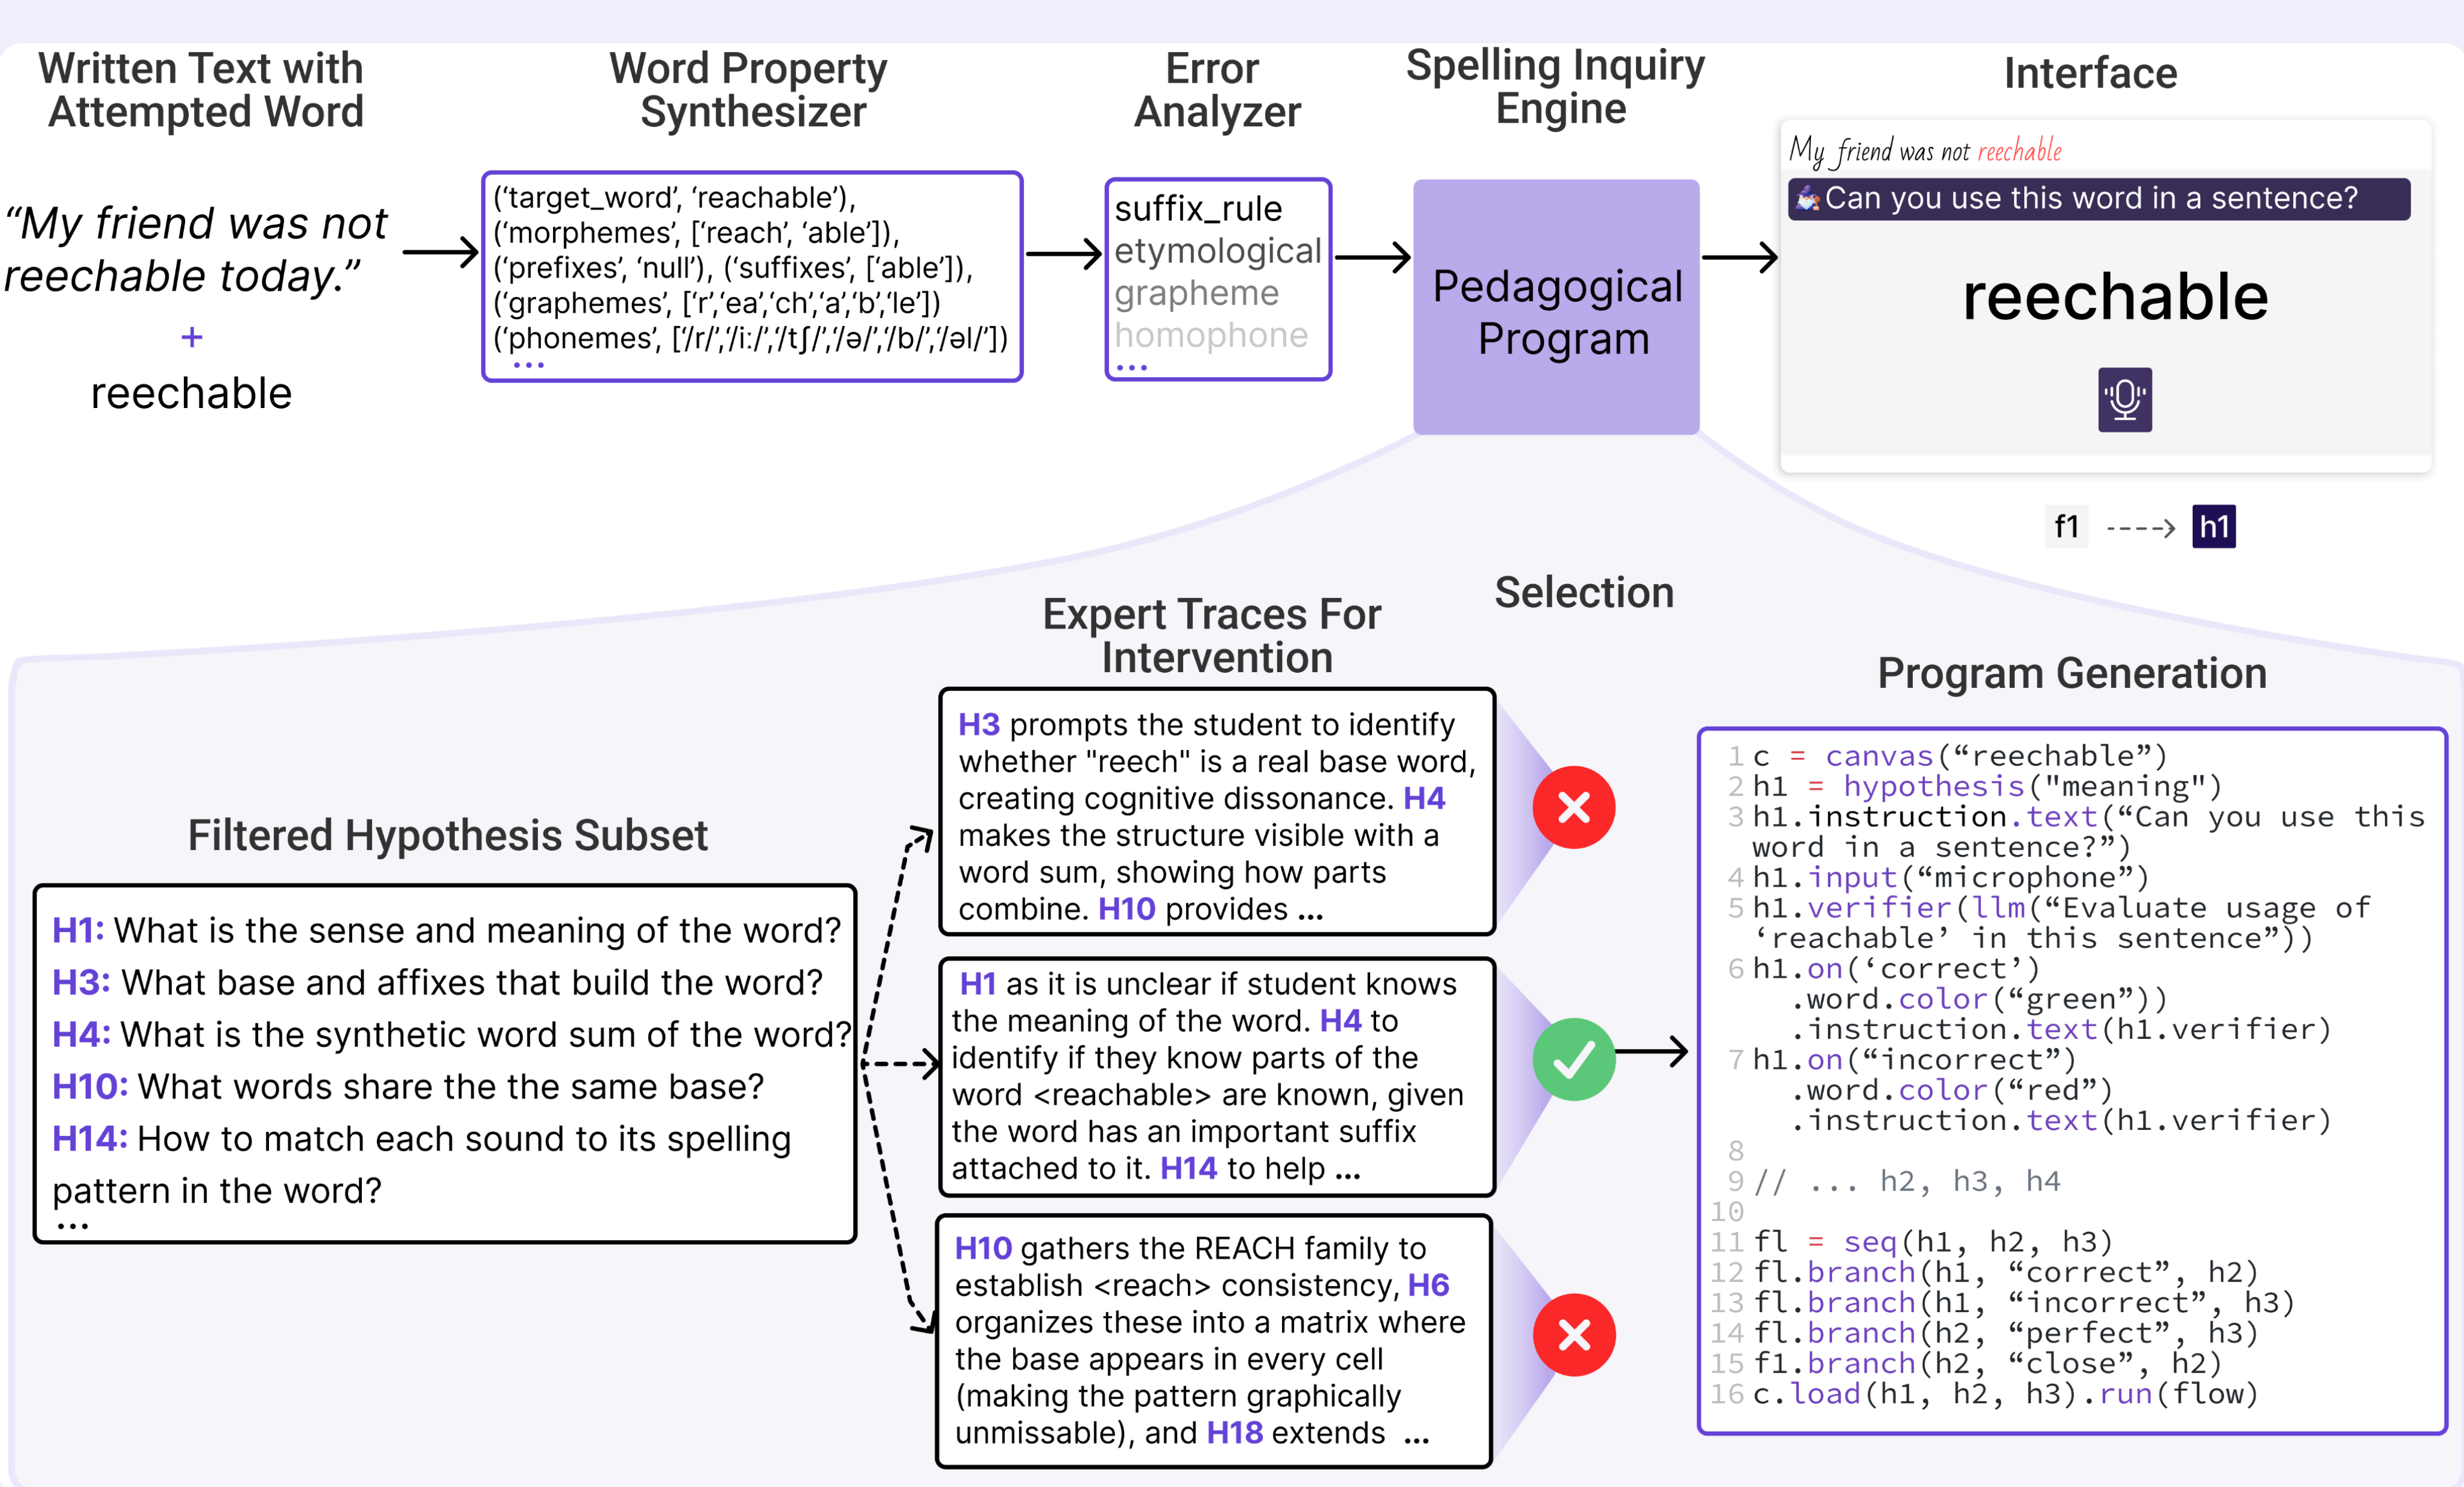 Written Text with
Attempted Word
“My friend was not
reechable today.”
+
reechable
Word Property
Synthesizer
(‘target_word’, ‘reachable’),
(‘morphemes’, [‘reach’, ‘able’]),
(‘prefixes’, ‘null’), (‘suffixes’, [‘able’]),
(‘graphemes’, [‘r’,‘ea’,‘ch’,‘a’,‘b’,‘le’])
(‘phonemes’, [‘/r/’,‘/iː/’,‘/tʃ/’,‘/ə/’,‘/b/’,‘/əl/’])
...
Error
Analyzer
suffix_rule
etymological
grapheme
homophone
...
Spelling Inquiry
Engine
Pedagogical
Program
Interface
My friend was not reechable
Can you use this word in a sentence?
reechable
f1 ----> h1
Filtered Hypothesis Subset
H1: What is the sense and meaning of the word?
H3: What base and affixes that build the word?
H4: What is the synthetic word sum of the word?
H10: What words share the the same base?
H14: How to match each sound to its spelling
pattern in the word?
...
Expert Traces For
Intervention
H3 prompts the student to identify
whether "reech" is a real base word,
creating cognitive dissonance. H4
makes the structure visible with a
word sum, showing how parts
combine. H10 provides ...
H1 as it is unclear if student knows
the meaning of the word. H4 to
identify if they know parts of the
word <reachable> are known, given
the word has an important suffix
attached to it. H14 to help ...
H10 gathers the REACH family to
establish <reach> consistency, H6
organizes these into a matrix where
the base appears in every cell
(making the pattern graphically
unmissable), and H18 extends ...
Selection
Program Generation
1 c = canvas(“reechable”)
2 h1 = hypothesis("meaning")
3 h1.instruction.text(“Can you use this
word in a sentence?”)
4 h1.input(“microphone”)
5 h1.verifier(llm(“Evaluate usage of
‘reachable’ in this sentence”))
6 h1.on(‘correct’)
.word.color(“green”))
.instruction.text(h1.verifier)
7 h1.on(“incorrect”)
.word.color(“red”)
.instruction.text(h1.verifier)
8
9 // ... h2, h3, h4
10
11 fl = seq(h1, h2, h3)
12 fl.branch(h1, “correct”, h2)
13 fl.branch(h1, “incorrect”, h3)
14 fl.branch(h2, “perfect”, h3)
15 f1.branch(h2, “close”, h2)
16 c.load(h1, h2, h3).run(flow)